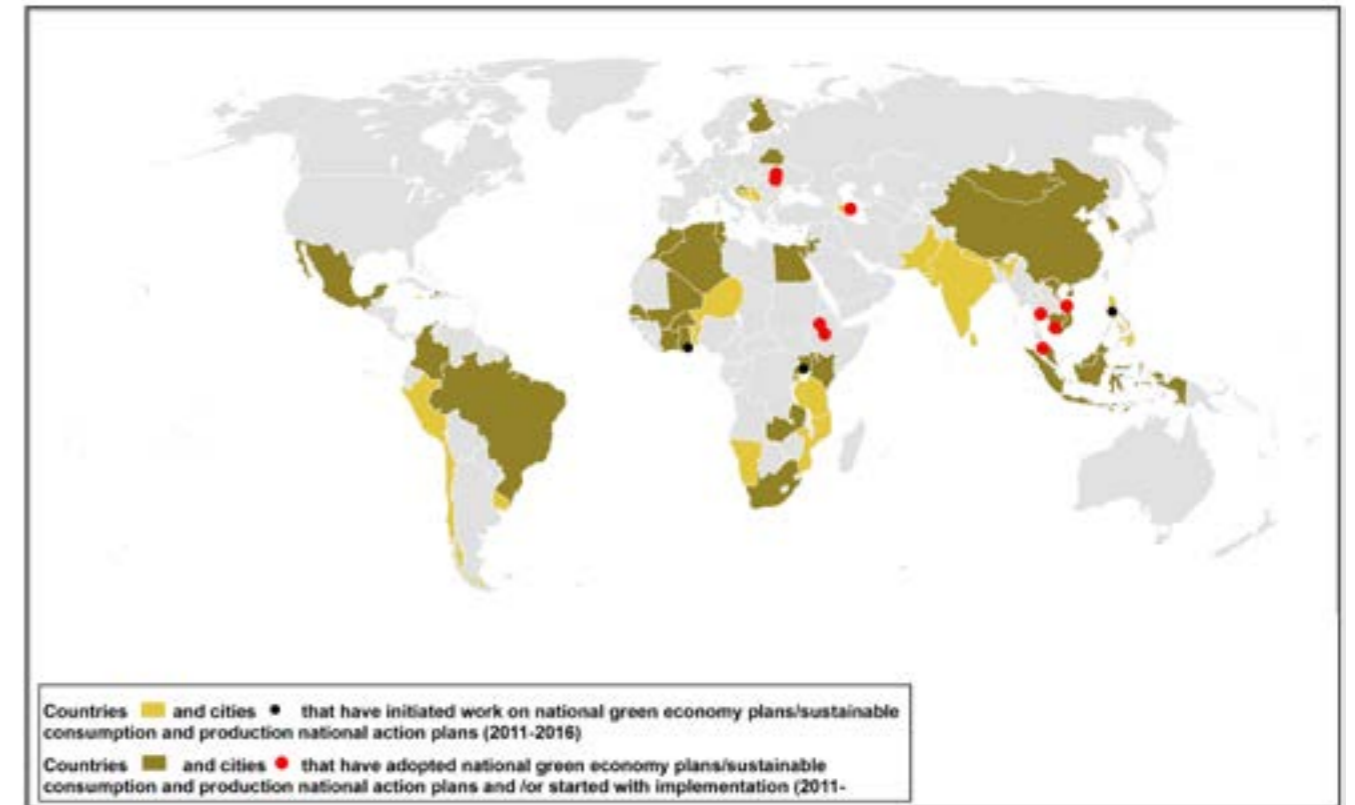 Countries and cities that have initiated work on national green economy plans/sustainable
consumption and production national action plans (2011-2016)
Countries and cities that have adopted national green economy plans/sustainable
consumption and production national action plans and /or started with implementation (2011-